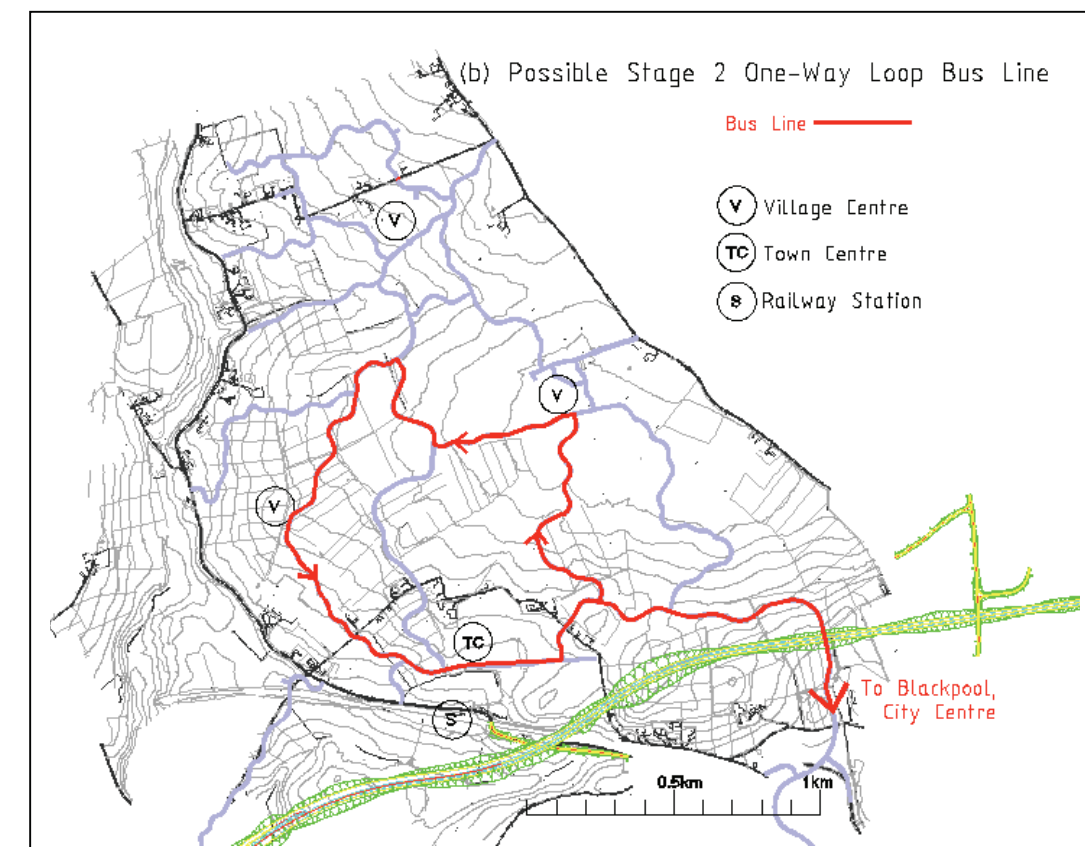 (b) Possible Stage 2 One-Way Loop Bus Line
Bus Line
V Village Centre
TC Town Centre
S Railway Station
V
V
V
TC
S
To Blackpool,
City Centre
0.5km 1km